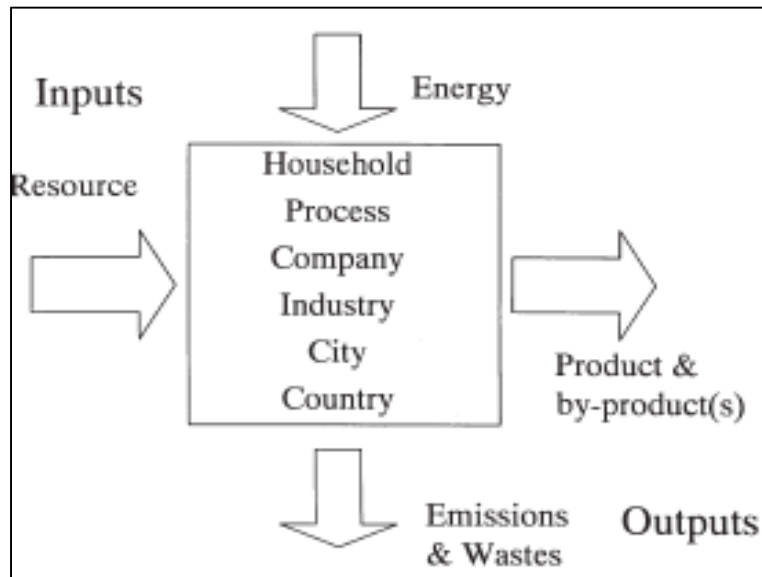 Inputs
Energy
Resource
Household
Process
Company
Industry
City
Country
Product &
by-product(s)
Emissions
& Wastes
Outputs